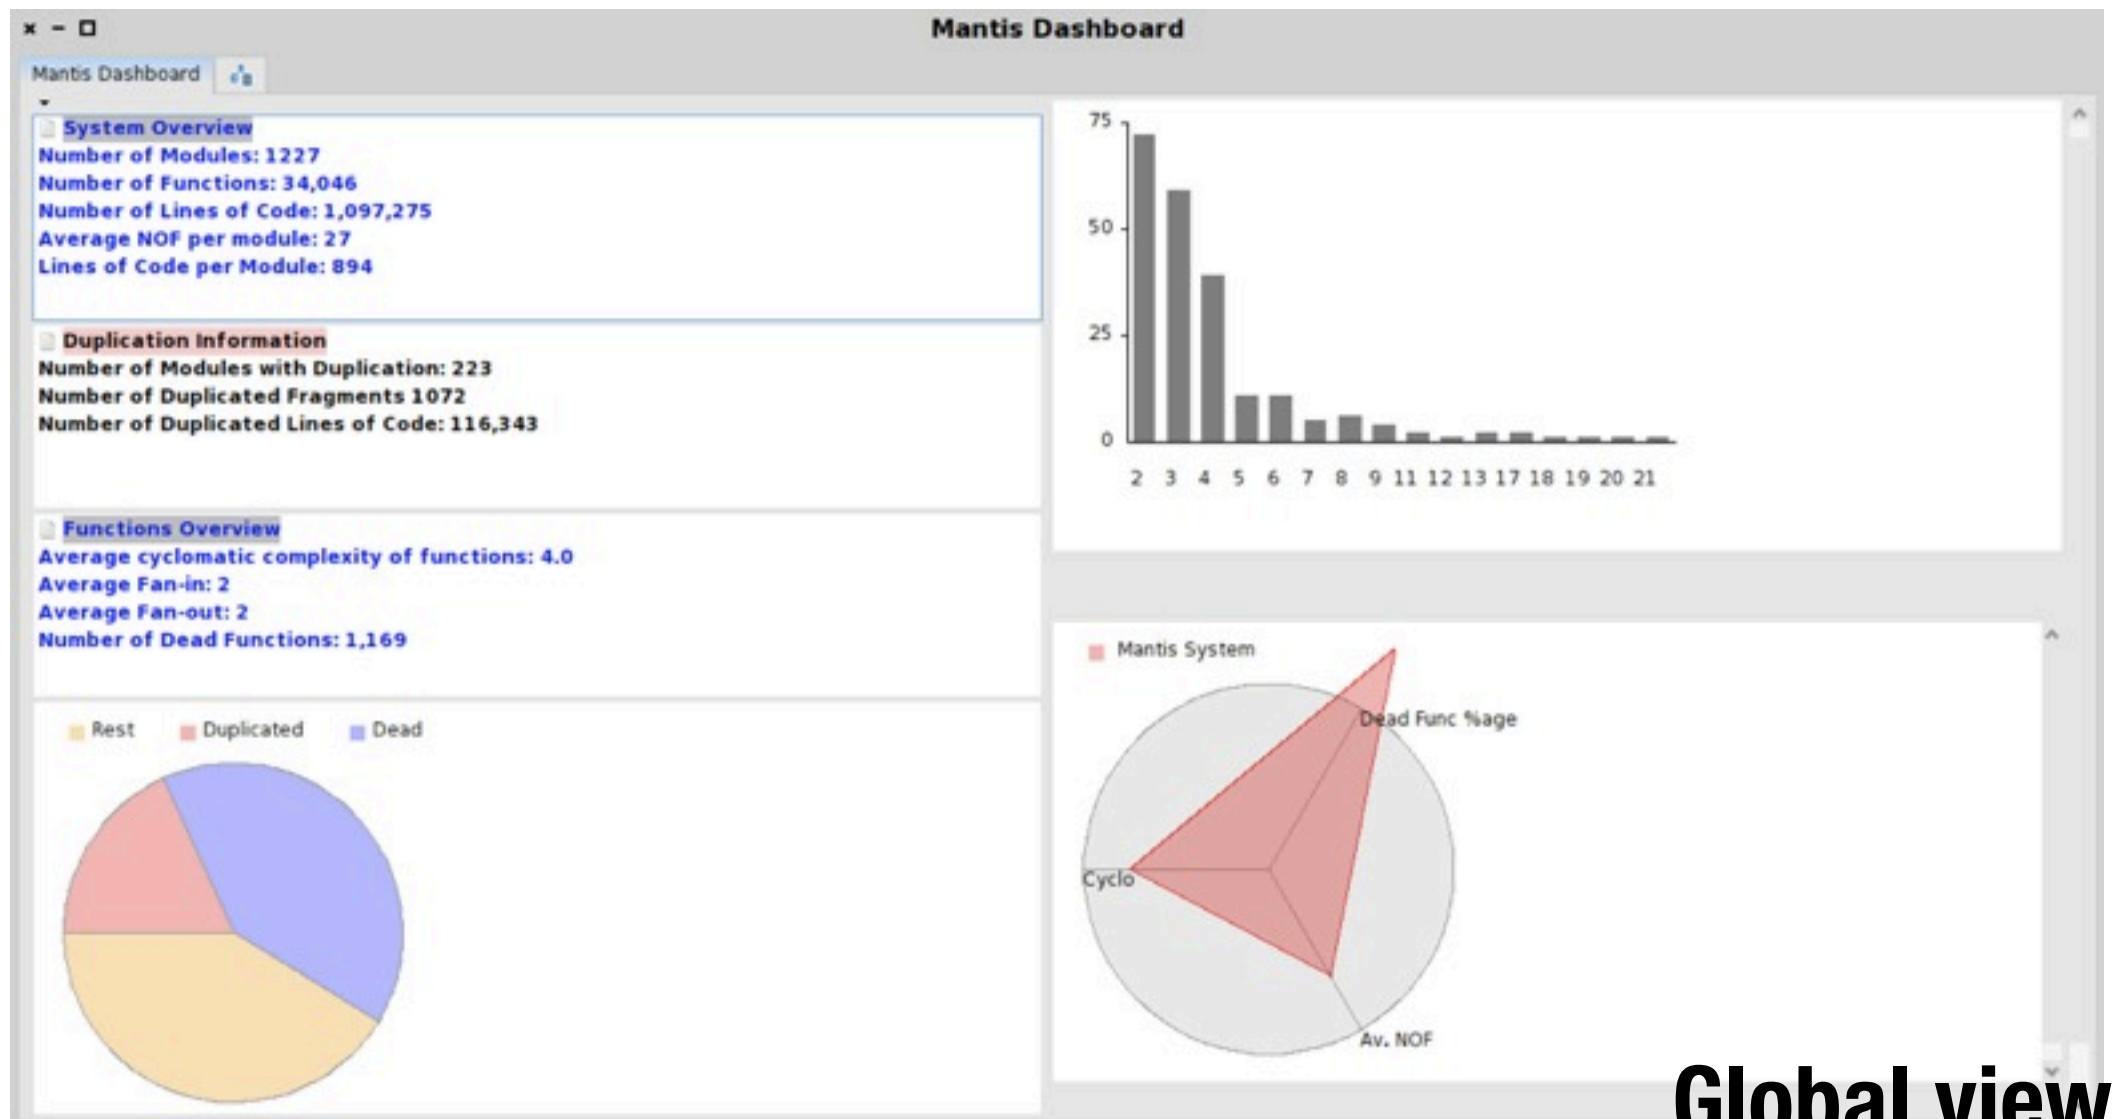 Mantis Dashboard
Mantis Dashboard
System Overview
Number of Modules: 1227
Number of Functions: 34,046
Number of Lines of Code: 1,097,275
Average NOF per module: 27
Lines of Code per Module: 894
Duplication Information
Number of Modules with Duplication: 223
Number of Duplicated Fragments 1072
Number of Duplicated Lines of Code: 116,343
Functions Overview
Average cyclomatic complexity of functions: 4.0
Average Fan-in: 2
Average Fan-out: 2
Number of Dead Functions: 1,169
Rest Duplicated Dead
75
50
25
0
2 3 4 5 6 7 8 9 11 12 13 17 18 19 20 21
Mantis System
Dead Func %age
Cyclo
Av. NOF
Global view